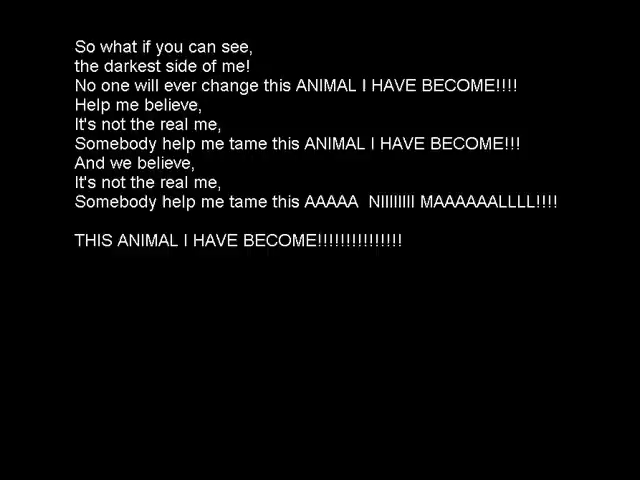 So what if you can see,
the darkest side of me!
No one will ever change this ANIMAL I HAVE BECOME!!!!
Help me believe,
It's not the real me,
Somebody help me tame this ANIMAL I HAVE BECOME!!!
And we believe,
It's not the real me,
Somebody help me tame this AAAAA  NIIIIIIII MAAAAAALLLL!!!!
THIS ANIMAL I HAVE BECOME!!!!!!!!!!!!!!!